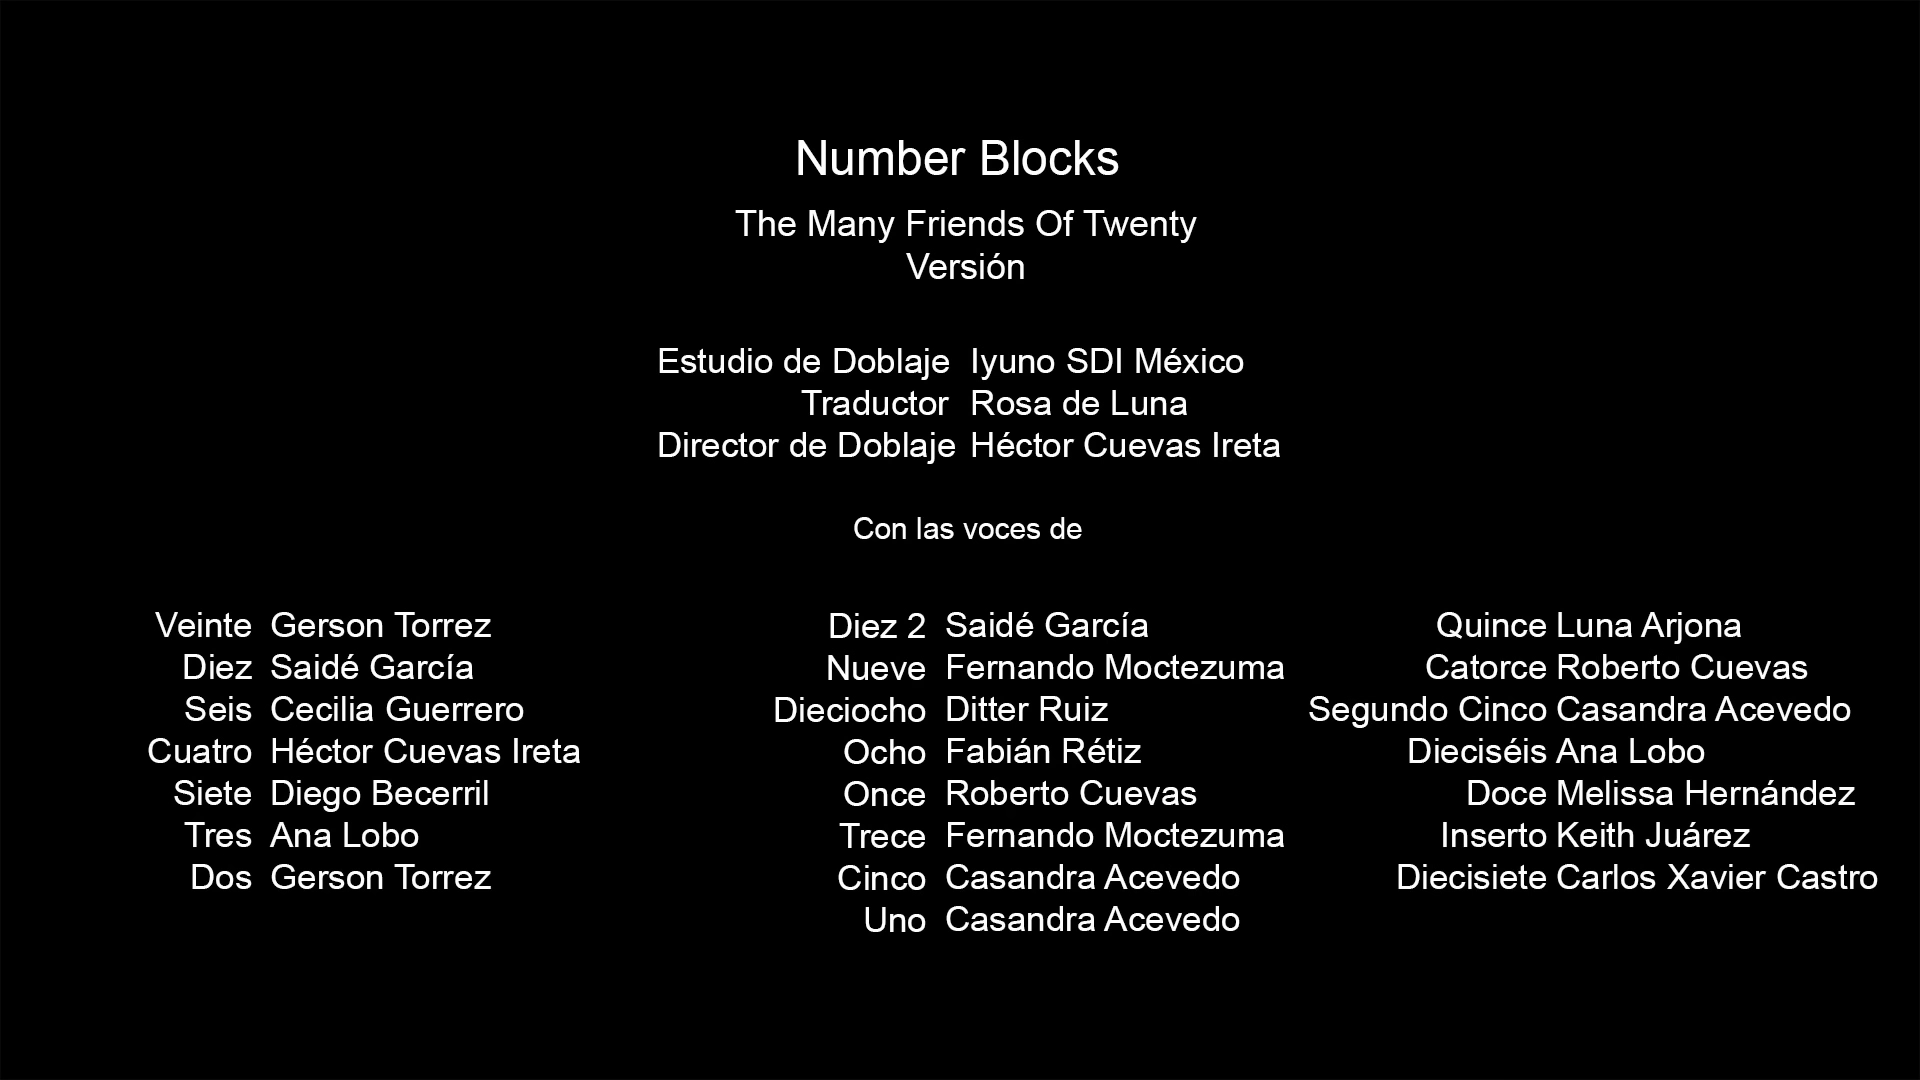 Number Blocks
The Many Friends Of Twenty
Versión
Estudio de Doblaje Iyuno SDI México
Traductor Rosa de Luna
Director de Doblaje Héctor Cuevas Ireta
Con las voces de
Veinte Gerson Torrez
Diez Saidé García
Seis Cecilia Guerrero
Cuatro Héctor Cuevas Ireta
Siete Diego Becerril
Tres Ana Lobo
Dos Gerson Torrez
Diez 2 Saidé García
Nueve Fernando Moctezuma
Dieciocho Ditter Ruiz
Ocho Fabián Rétiz
Once Roberto Cuevas
Trece Fernando Moctezuma
Cinco Casandra Acevedo
Uno Casandra Acevedo
Quince Luna Arjona
Catorce Roberto Cuevas
Segundo Cinco Casandra Acevedo
Dieciséis Ana Lobo
Doce Melissa Hernández
Inserto Keith Juárez
Diecisiete Carlos Xavier Castro